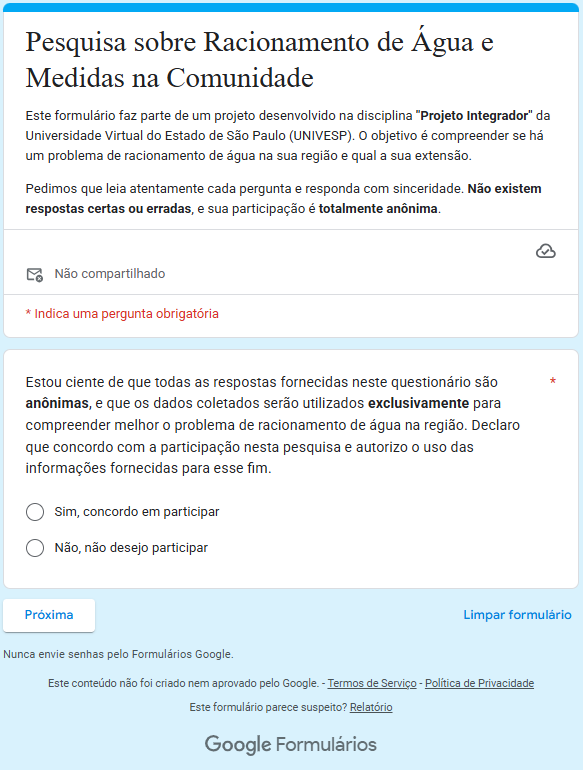 Pesquisa sobre Racionamento de Água e
Medidas na Comunidade
Este formulário faz parte de um projeto desenvolvido na disciplina "Projeto Integrador" da
Universidade Virtual do Estado de São Paulo (UNIVESP). O objetivo é compreender se há
um problema de racionamento de água na sua região e qual a sua extensão.
Pedimos que leia atentamente cada pergunta e responda com sinceridade. Não existem
respostas certas ou erradas, e sua participação é totalmente anônima.
Não compartilhado
* Indica uma pergunta obrigatória
Estou ciente de que todas as respostas fornecidas neste questionário são *
anônimas, e que os dados coletados serão utilizados exclusivamente para
compreender melhor o problema de racionamento de água na região. Declaro
que concordo com a participação nesta pesquisa e autorizo o uso das
informações fornecidas para esse fim.
Sim, concordo em participar
Não, não desejo participar
Próxima Limpar formulário
Nunca envie senhas pelo Formulários Google.
Este conteúdo não foi criado nem aprovado pelo Google. - Termos de Serviço - Política de Privacidade
Este formulário parece suspeito? Relatório
Google Formulários